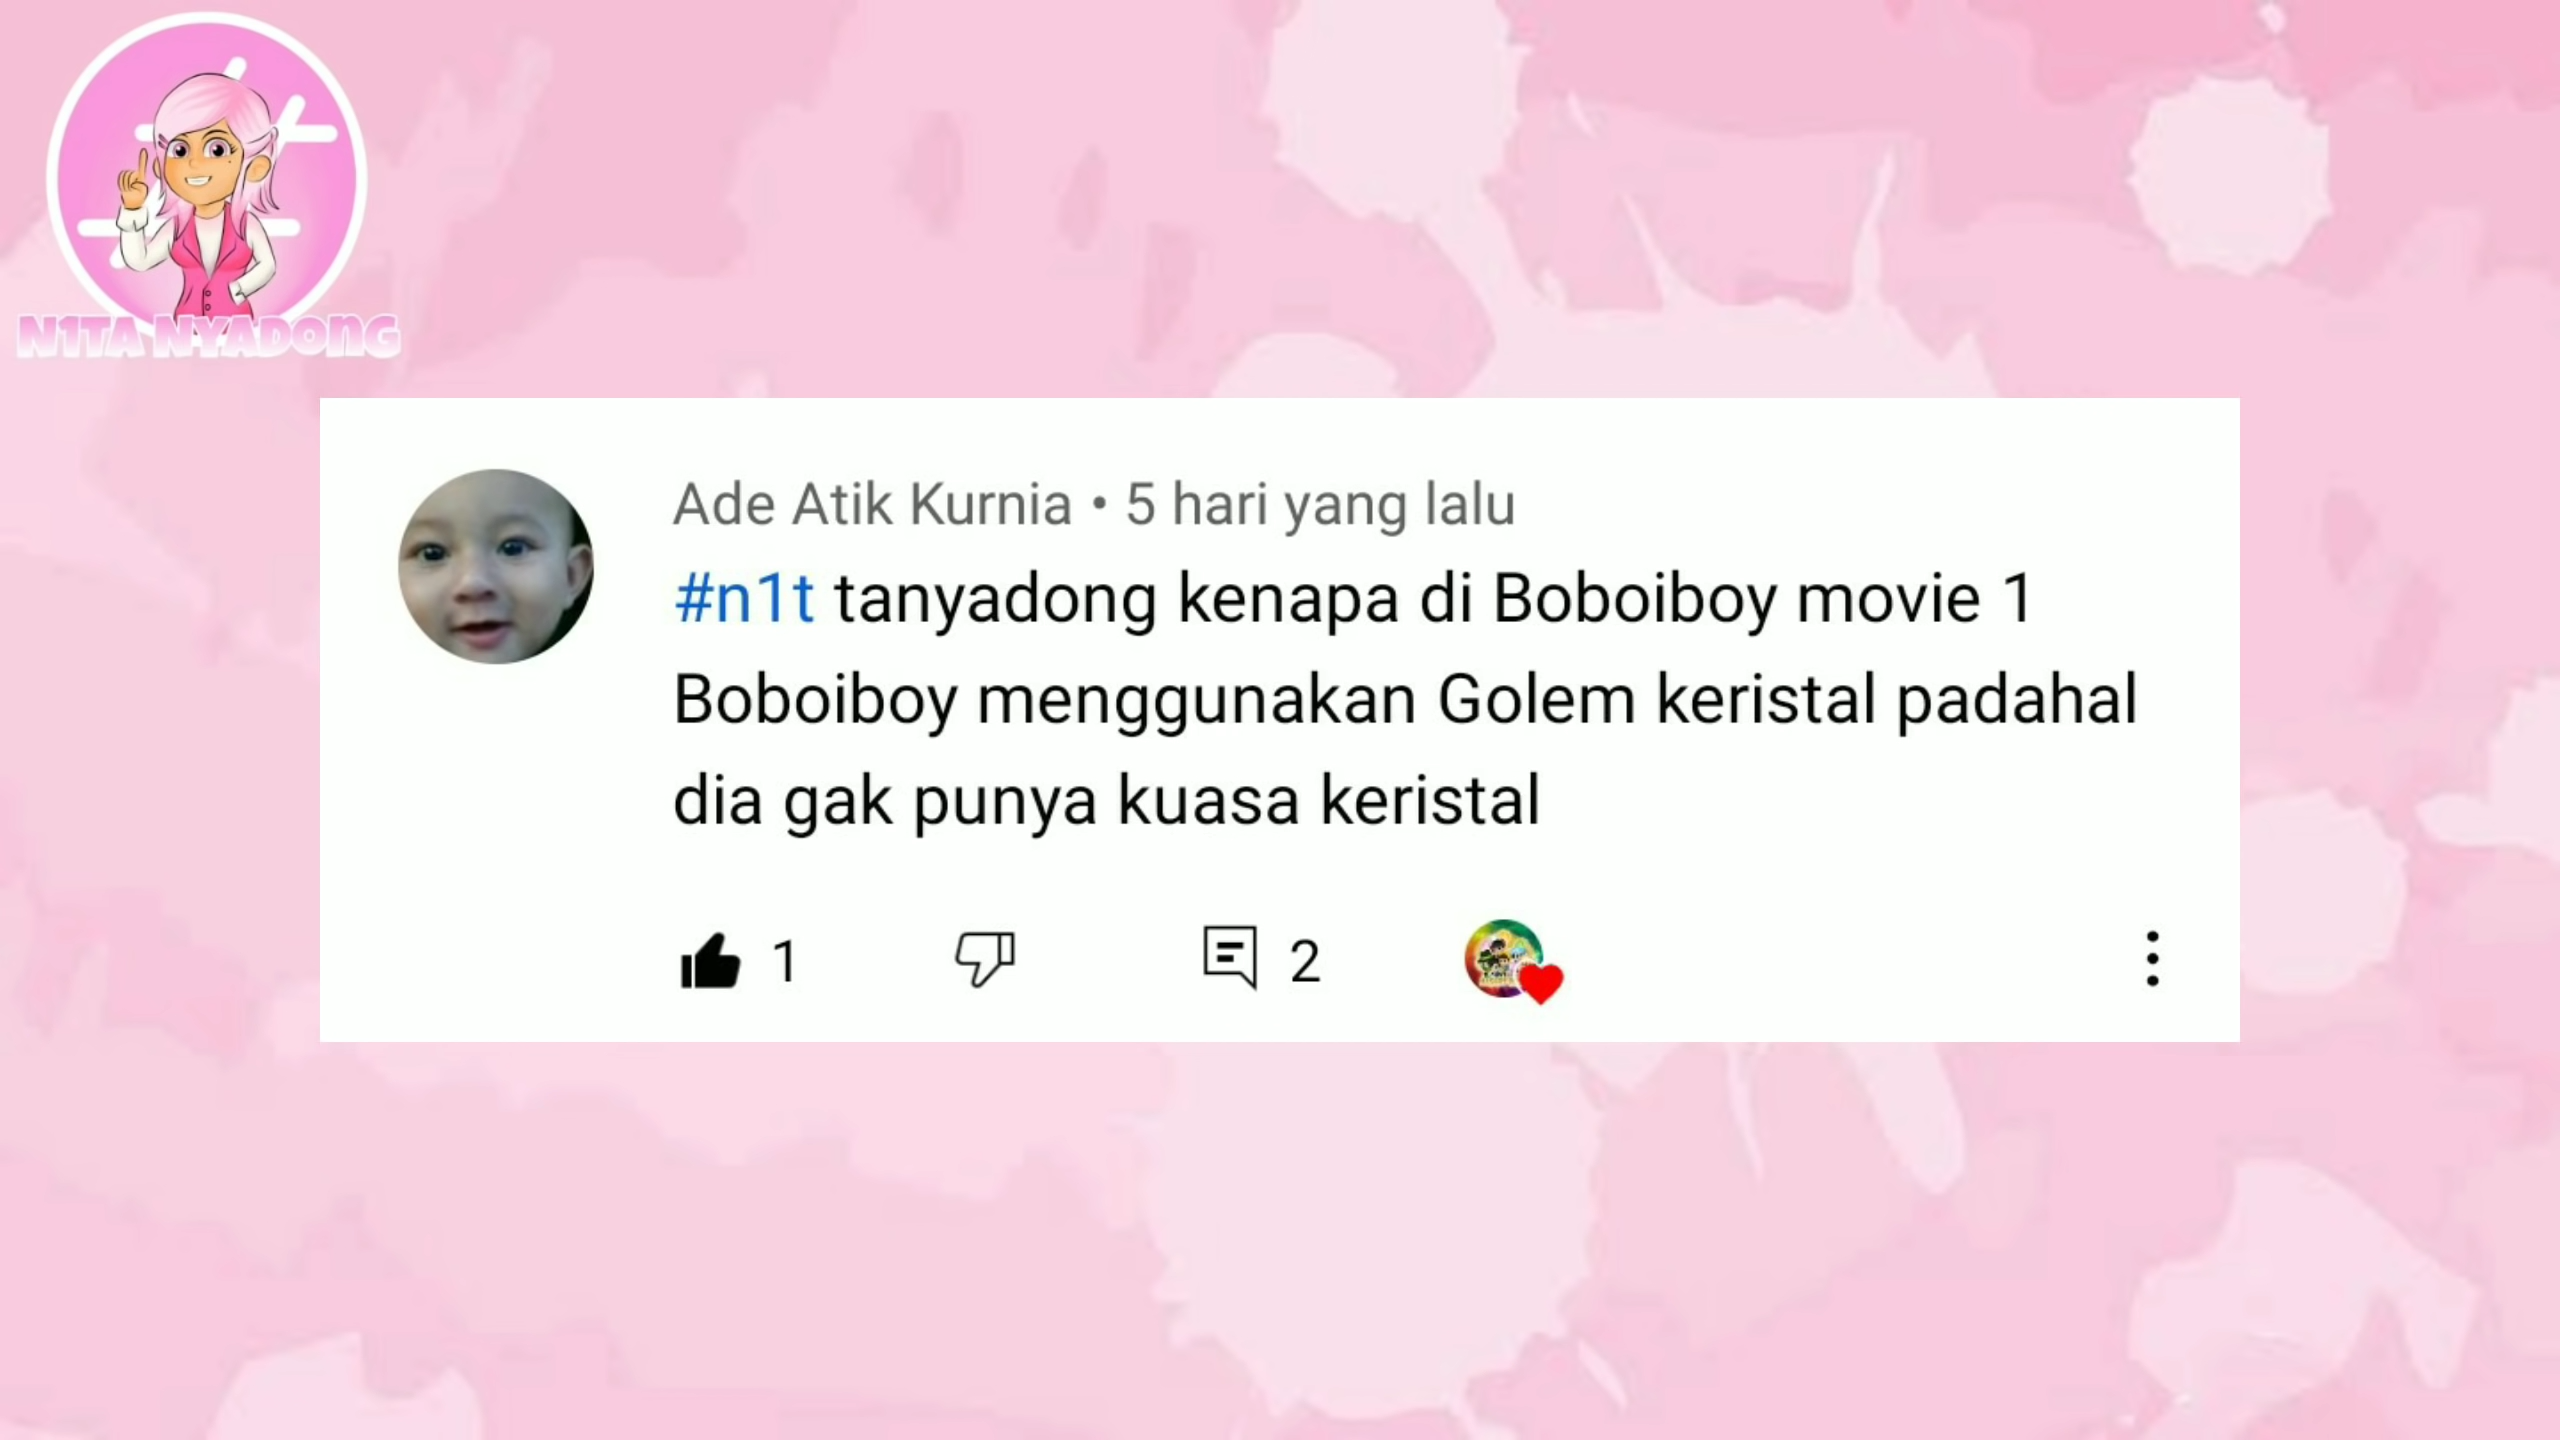 N1TA NYADONG
Ade Atik Kurnia • 5 hari yang lalu
#n1t tanyadong kenapa di Boboiboy movie 1
Boboiboy menggunakan Golem keristal padahal
dia gak punya kuasa keristal
1
2